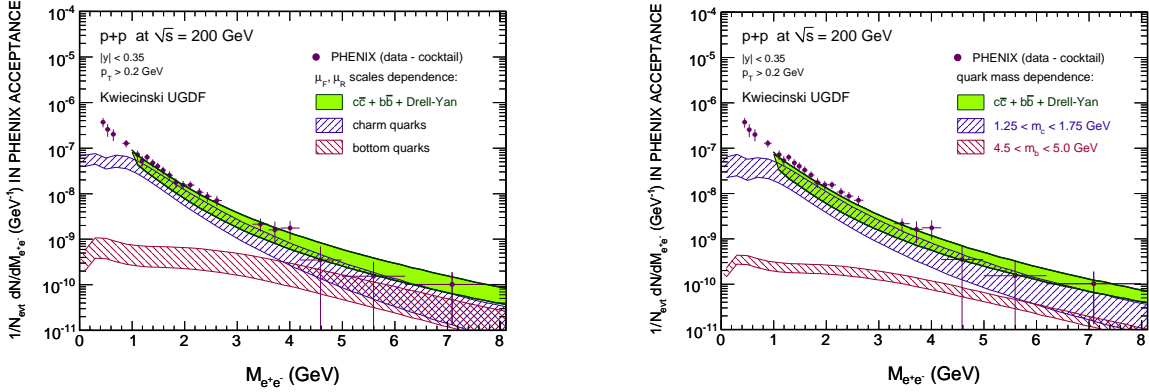 p+p at √s = 200 GeV
|y| < 0.35
p_T > 0.2 GeV
Kwiecinski UGDF
PHENIX (data - cocktail)
μ_F, μ_R scales dependence:
cc̄ + bb̄ + Drell-Yan
charm quarks
bottom quarks
1/N_evt dN/dM_e⁺e⁻ (GeV⁻¹) IN PHENIX ACCEPTANCE
10⁻⁴
10⁻⁵
10⁻⁶
10⁻⁷
10⁻⁸
10⁻⁹
10⁻¹⁰
10⁻¹¹
0 1 2 3 4 5 6 7 8
M_e⁺e⁻ (GeV)
p+p at √s = 200 GeV
|y| < 0.35
p_T > 0.2 GeV
Kwiecinski UGDF
PHENIX (data - cocktail)
quark mass dependence:
cc̄ + bb̄ + Drell-Yan
1.25 < m_c < 1.75 GeV
4.5 < m_b < 5.0 GeV
1/N_evt dN/dM_e⁺e⁻ (GeV⁻¹) IN PHENIX ACCEPTANCE
10⁻⁴
10⁻⁵
10⁻⁶
10⁻⁷
10⁻⁸
10⁻⁹
10⁻¹⁰
10⁻¹¹
0 1 2 3 4 5 6 7 8
M_e⁺e⁻ (GeV)